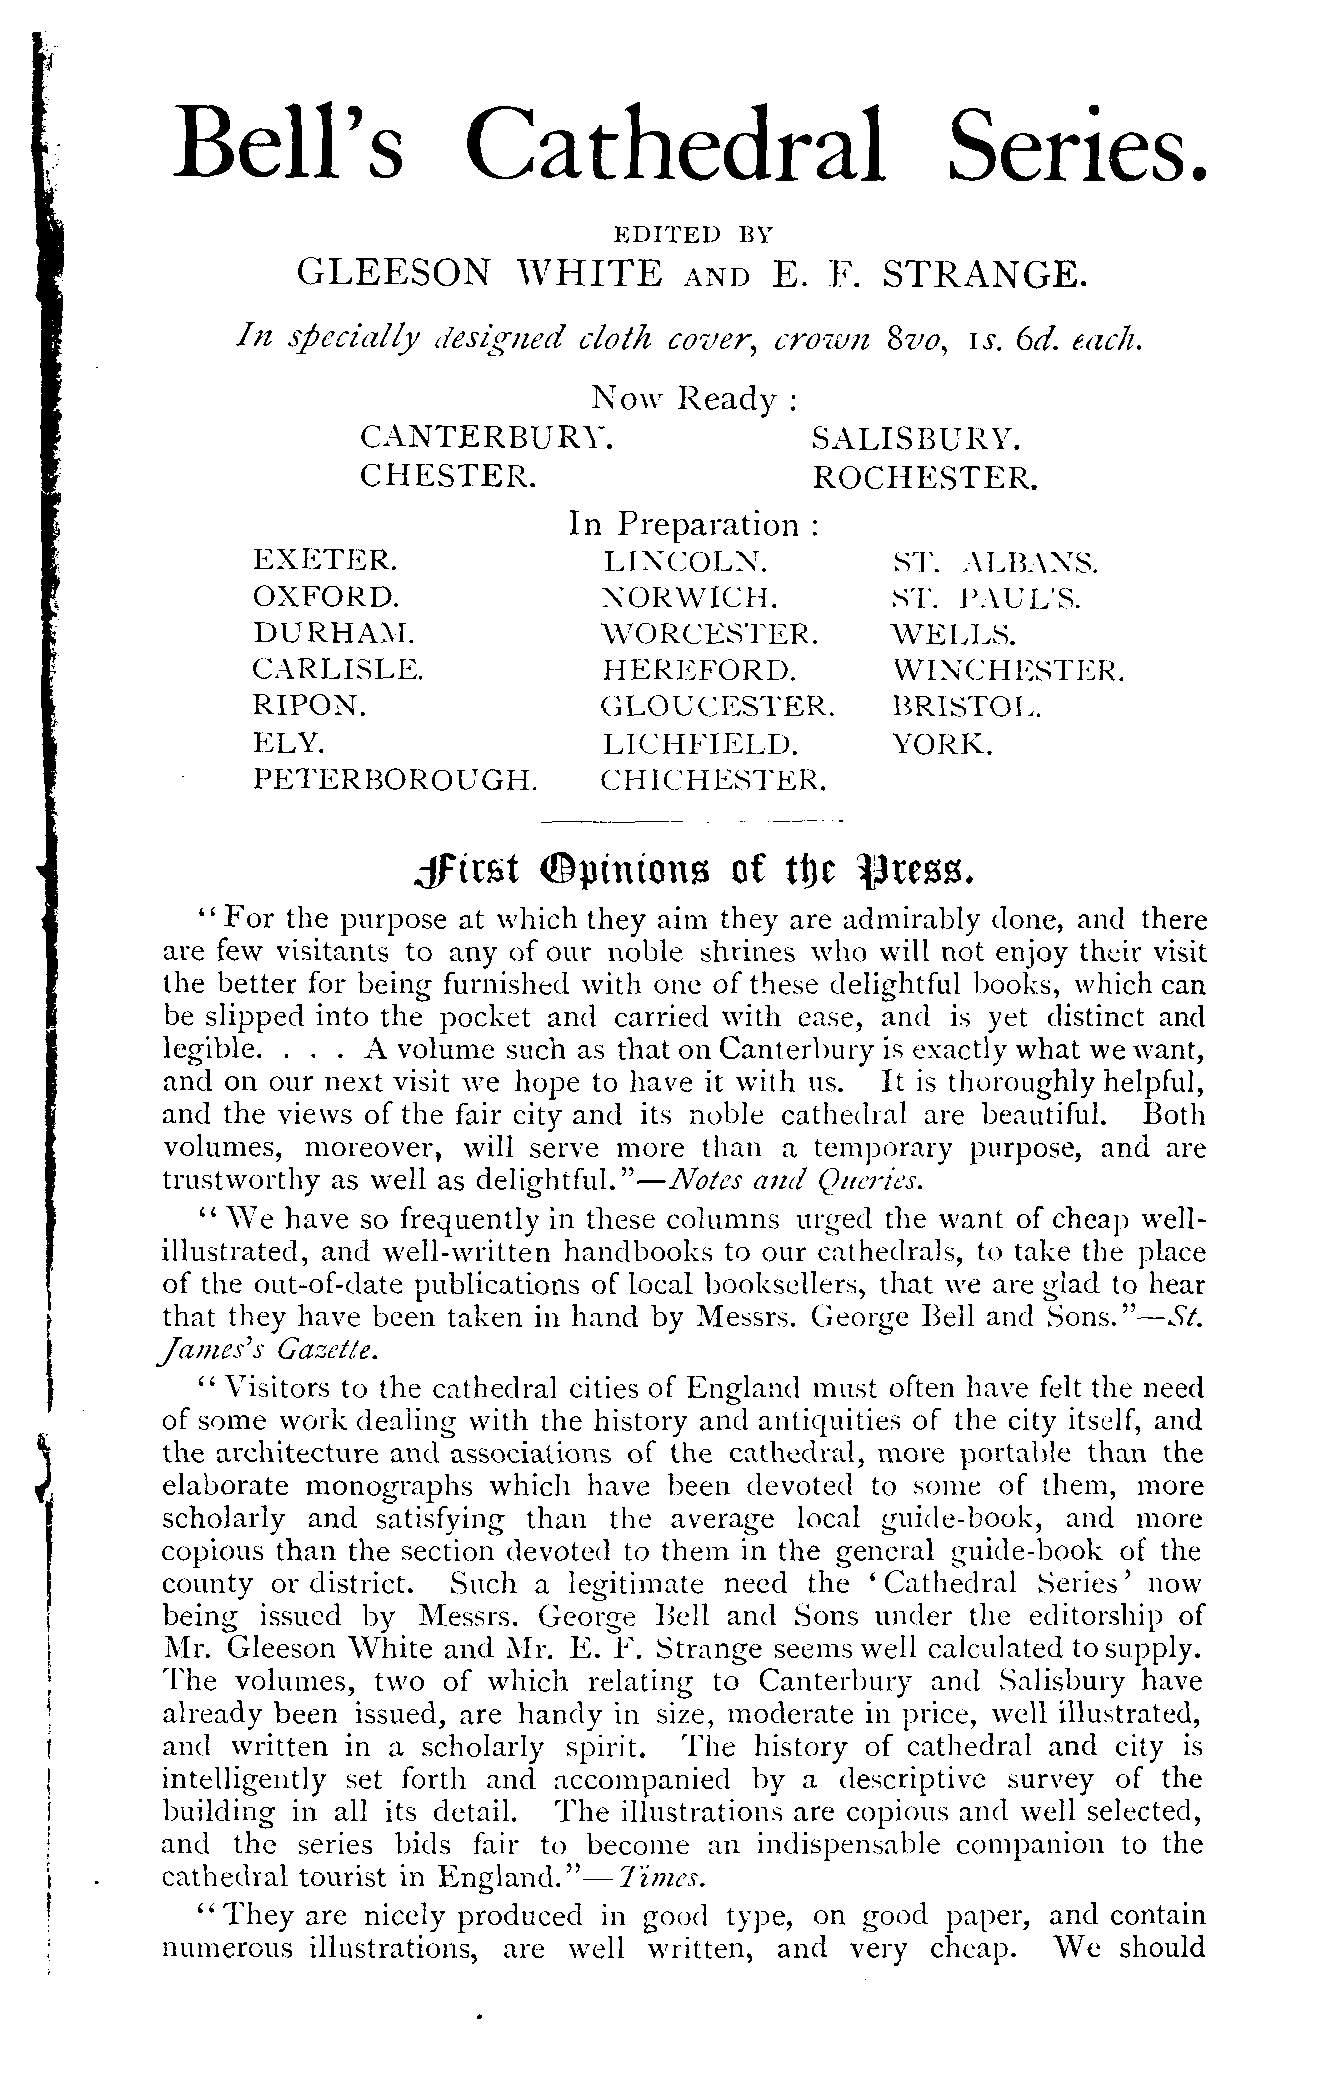 Bell's Cathedral Series.
EDITED BY
GLEESON WHITE AND E. F. STRANGE.
In specially designed cloth cover, crown 8vo, 1s. 6d. each.
Now Ready :
CANTERBURY. SALISBURY.
CHESTER. ROCHESTER.
In Preparation :
EXETER. LINCOLN. ST. ALBANS.
OXFORD. NORWICH. ST. PAUL'S.
DURHAM. WORCESTER. WELLS.
CARLISLE. HEREFORD. WINCHESTER.
RIPON. GLOUCESTER. BRISTOL.
ELY. LICHFIELD. YORK.
PETERBOROUGH. CHICHESTER.
First Opinions of the Press.
"For the purpose at which they aim they are admirably done, and there
are few visitants to any of our noble shrines who will not enjoy their visit
the better for being furnished with one of these delightful books, which can
be slipped into the pocket and carried with ease, and is yet distinct and
legible. . . . A volume such as that on Canterbury is exactly what we want,
and on our next visit we hope to have it with us. It is thoroughly helpful,
and the views of the fair city and its noble cathedral are beautiful. Both
volumes, moreover, will serve more than a temporary purpose, and are
trustworthy as well as delightful."—Notes and Queries.
"We have so frequently in these columns urged the want of cheap well-
illustrated, and well-written handbooks to our cathedrals, to take the place
of the out-of-date publications of local booksellers, that we are glad to hear
that they have been taken in hand by Messrs. George Bell and Sons."—St.
James's Gazette.
"Visitors to the cathedral cities of England must often have felt the need
of some work dealing with the history and antiquities of the city itself, and
the architecture and associations of the cathedral, more portable than the
elaborate monographs which have been devoted to some of them, more
scholarly and satisfying than the average local guide-book, and more
copious than the section devoted to them in the general guide-book of the
county or district. Such a legitimate need the 'Cathedral Series' now
being issued by Messrs. George Bell and Sons under the editorship of
Mr. Gleeson White and Mr. E. F. Strange seems well calculated to supply.
The volumes, two of which relating to Canterbury and Salisbury have
already been issued, are handy in size, moderate in price, well illustrated,
and written in a scholarly spirit. The history of cathedral and city is
intelligently set forth and accompanied by a descriptive survey of the
building in all its detail. The illustrations are copious and well selected,
and the series bids fair to become an indispensable companion to the
cathedral tourist in England."—Times.
"They are nicely produced in good type, on good paper, and contain
numerous illustrations, are well written, and very cheap. We should